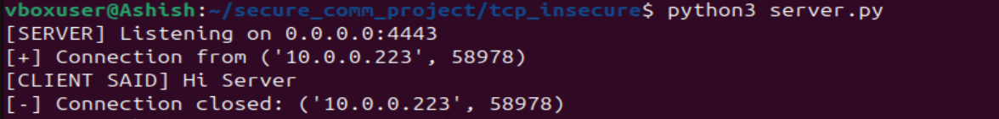 vboxuser@Ashish:~/secure_comm_project/tcp_insecure$ python3 server.py
[SERVER] Listening on 0.0.0.0:4443
[+] Connection from ('10.0.0.223', 58978)
[CLIENT SAID] Hi Server
[-] Connection closed: ('10.0.0.223', 58978)